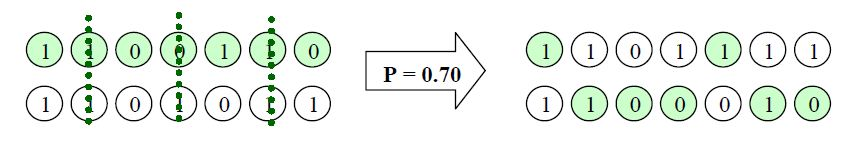 1 1 0 0 1 1 0
1 1 0 1 0 1 1
P = 0.70
1 1 0 1 1 1 1
1 1 0 0 0 1 0